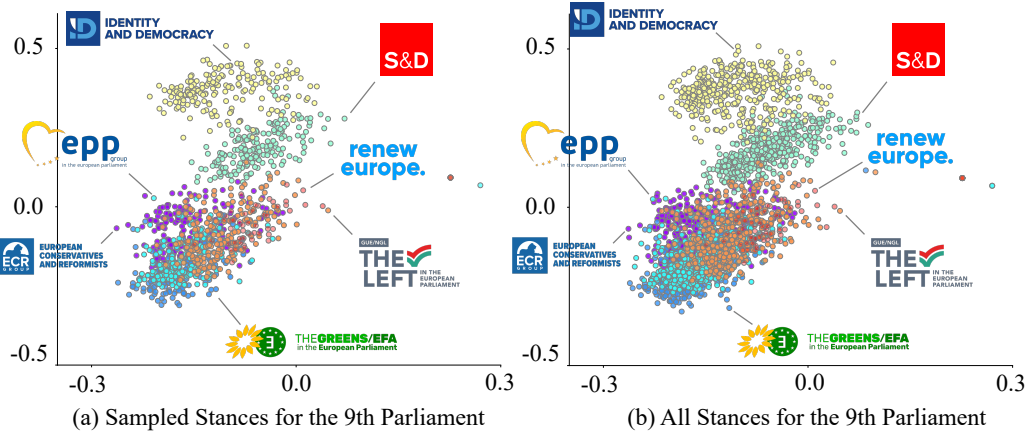 IDENTITY
AND DEMOCRACY
S&D
epp
group
in the european parliament
renew
europe.
ECR
GROUP
EUROPEAN
CONSERVATIVES
AND REFORMISTS
GUE/NGL
THE
LEFT
IN THE
EUROPEAN
PARLIAMENT
THE GREENS/EFA
in the European Parliament
0.5
0.0
-0.5
-0.3
0.0
0.3
(a) Sampled Stances for the 9th Parliament
IDENTITY
AND DEMOCRACY
S&D
epp
group
in the european parliament
renew
europe.
ECR
GROUP
EUROPEAN
CONSERVATIVES
AND REFORMISTS
GUE/NGL
THE
LEFT
IN THE
EUROPEAN
PARLIAMENT
THE GREENS/EFA
in the European Parliament
0.5
0.0
-0.5
-0.3
0.0
0.3
(b) All Stances for the 9th Parliament